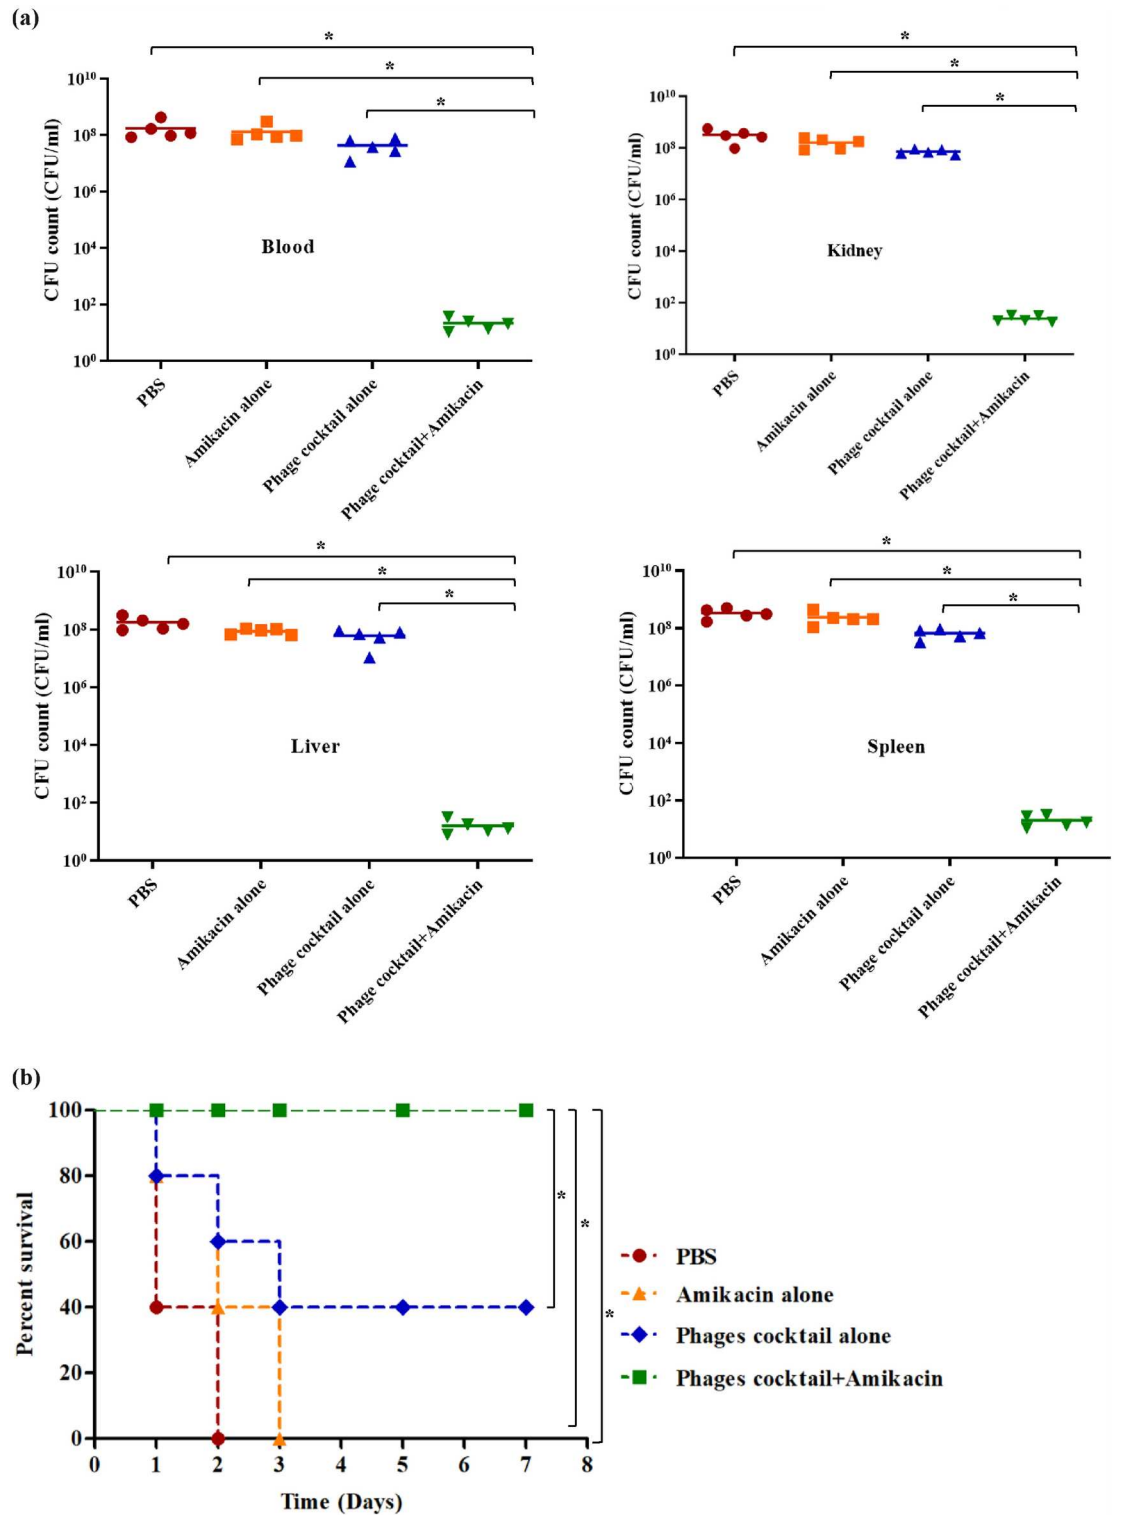 (a)
*
*
*
CFU count (CFU/ml)
10¹⁰
10⁸
10⁶
10⁴
10²
10⁰
Blood
PBS
Amikacin alone
Phage cocktail alone
Phage cocktail+Amikacin
*
*
*
CFU count (CFU/ml)
10¹⁰
10⁸
10⁶
10⁴
10²
10⁰
Kidney
PBS
Amikacin alone
Phage cocktail alone
Phage cocktail+Amikacin
*
*
*
CFU count (CFU/ml)
10¹⁰
10⁸
10⁶
10⁴
10²
10⁰
Liver
PBS
Amikacin alone
Phage cocktail alone
Phage cocktail+Amikacin
*
*
*
CFU count (CFU/ml)
10¹⁰
10⁸
10⁶
10⁴
10²
10⁰
Spleen
PBS
Amikacin alone
Phage cocktail alone
Phage cocktail+Amikacin
(b)
Percent survival
100
80
60
40
20
0
0 1 2 3 4 5 6 7 8
Time (Days)
*
*
*
PBS
Amikacin alone
Phages cocktail alone
Phages cocktail+Amikacin